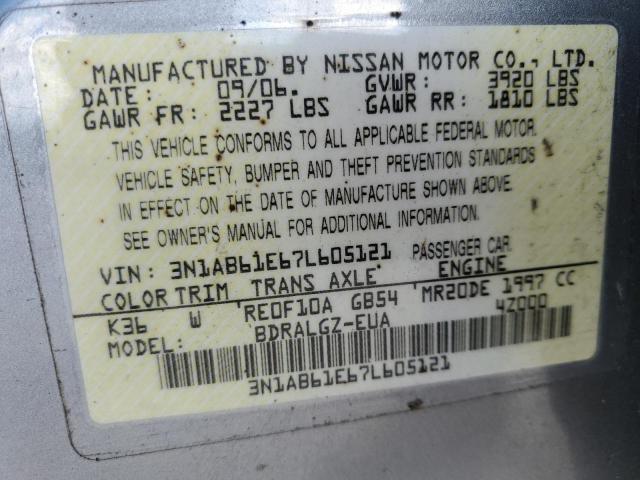 MANUFACTURED BY NISSAN MOTOR CO., LTD.
DATE: 09/06. GVWR: 3920 LBS
GAWR FR: 2227 LBS GAWR RR: 1810 LBS
THIS VEHICLE CONFORMS TO ALL APPLICABLE FEDERAL MOTOR.
VEHICLE SAFETY, BUMPER AND THEFT PREVENTION STANDARDS
IN EFFECT ON THE DATE OF MANUFACTURE SHOWN ABOVE.
SEE OWNER'S MANUAL FOR ADDITIONAL INFORMATION.
VIN: 3N1AB61E67L605121 PASSENGER CAR.
COLOR TRIM TRANS AXLE ENGINE
K36 W RE0F10A GB54 MR20DE 1997 CC
MODEL: BDRALGZ-EUA 4Z000
3N1AB61E67L605121